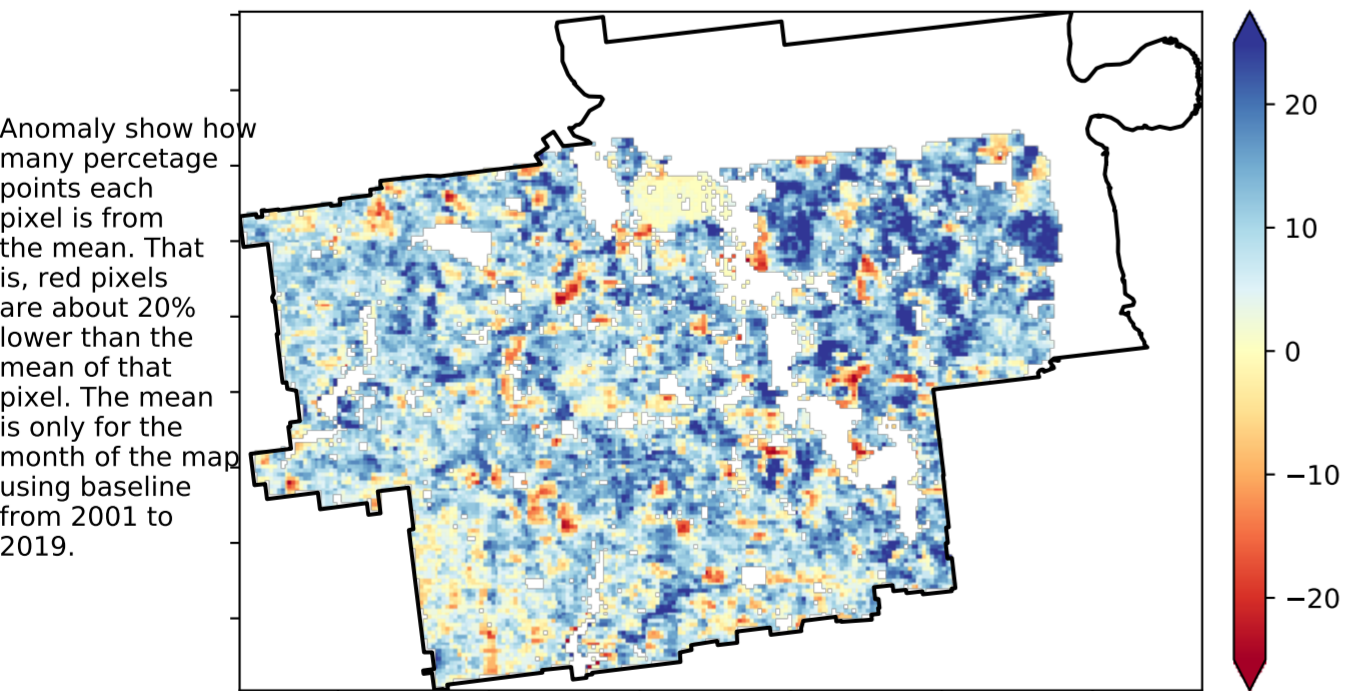 Anomaly show how
many percetage
points each
pixel is from
the mean. That
is, red pixels
are about 20%
lower than the
mean of that
pixel. The mean
is only for the
month of the map
using baseline
from 2001 to
2019.
20
10
0
−10
−20